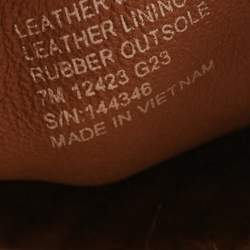 LEATHER
LEATHER LINING
RUBBER OUTSOLE
7M 12423 G23
S/N:144346
MADE IN VIETNAM